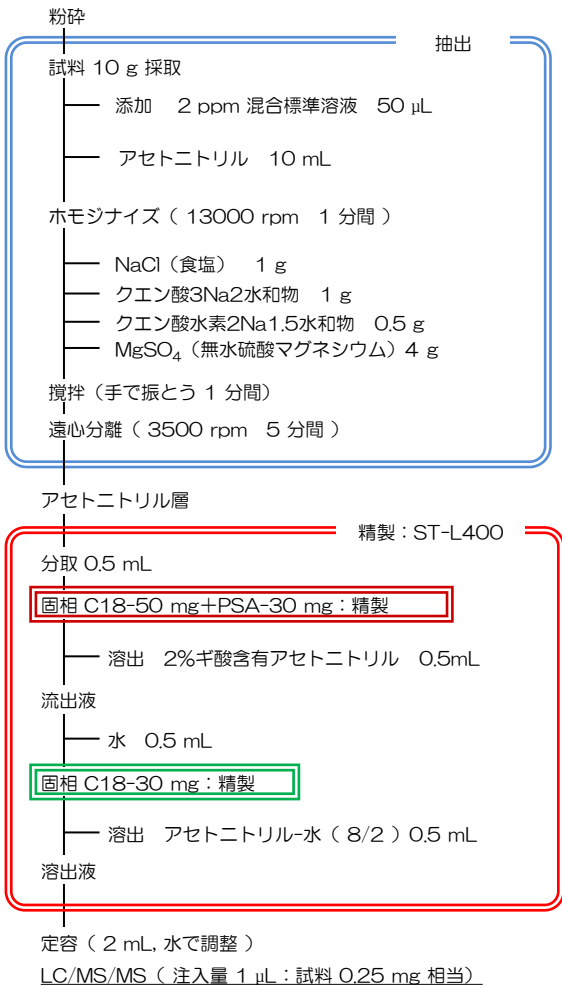 粉砕
抽出
試料 10 g 採取
添加 2 ppm 混合標準溶液 50 μL
アセトニトリル 10 mL
ホモジナイズ（ 13000 rpm 1 分間 ）
NaCl（食塩） 1 g
クエン酸3Na2水和物 1 g
クエン酸水素2Na1.5水和物 0.5 g
MgSO₄（無水硫酸マグネシウム）4 g
撹拌（手で振とう 1 分間）
遠心分離（ 3500 rpm 5 分間 ）
アセトニトリル層
精製：ST-L400
分取 0.5 mL
固相 C18-50 mg＋PSA-30 mg：精製
溶出 2%ギ酸含有アセトニトリル 0.5mL
流出液
水 0.5 mL
固相 C18-30 mg：精製
溶出 アセトニトリル-水（ 8/2 ）0.5 mL
溶出液
定容（ 2 mL, 水で調整 ）
LC/MS/MS（ 注入量 1 μL：試料 0.25 mg 相当）